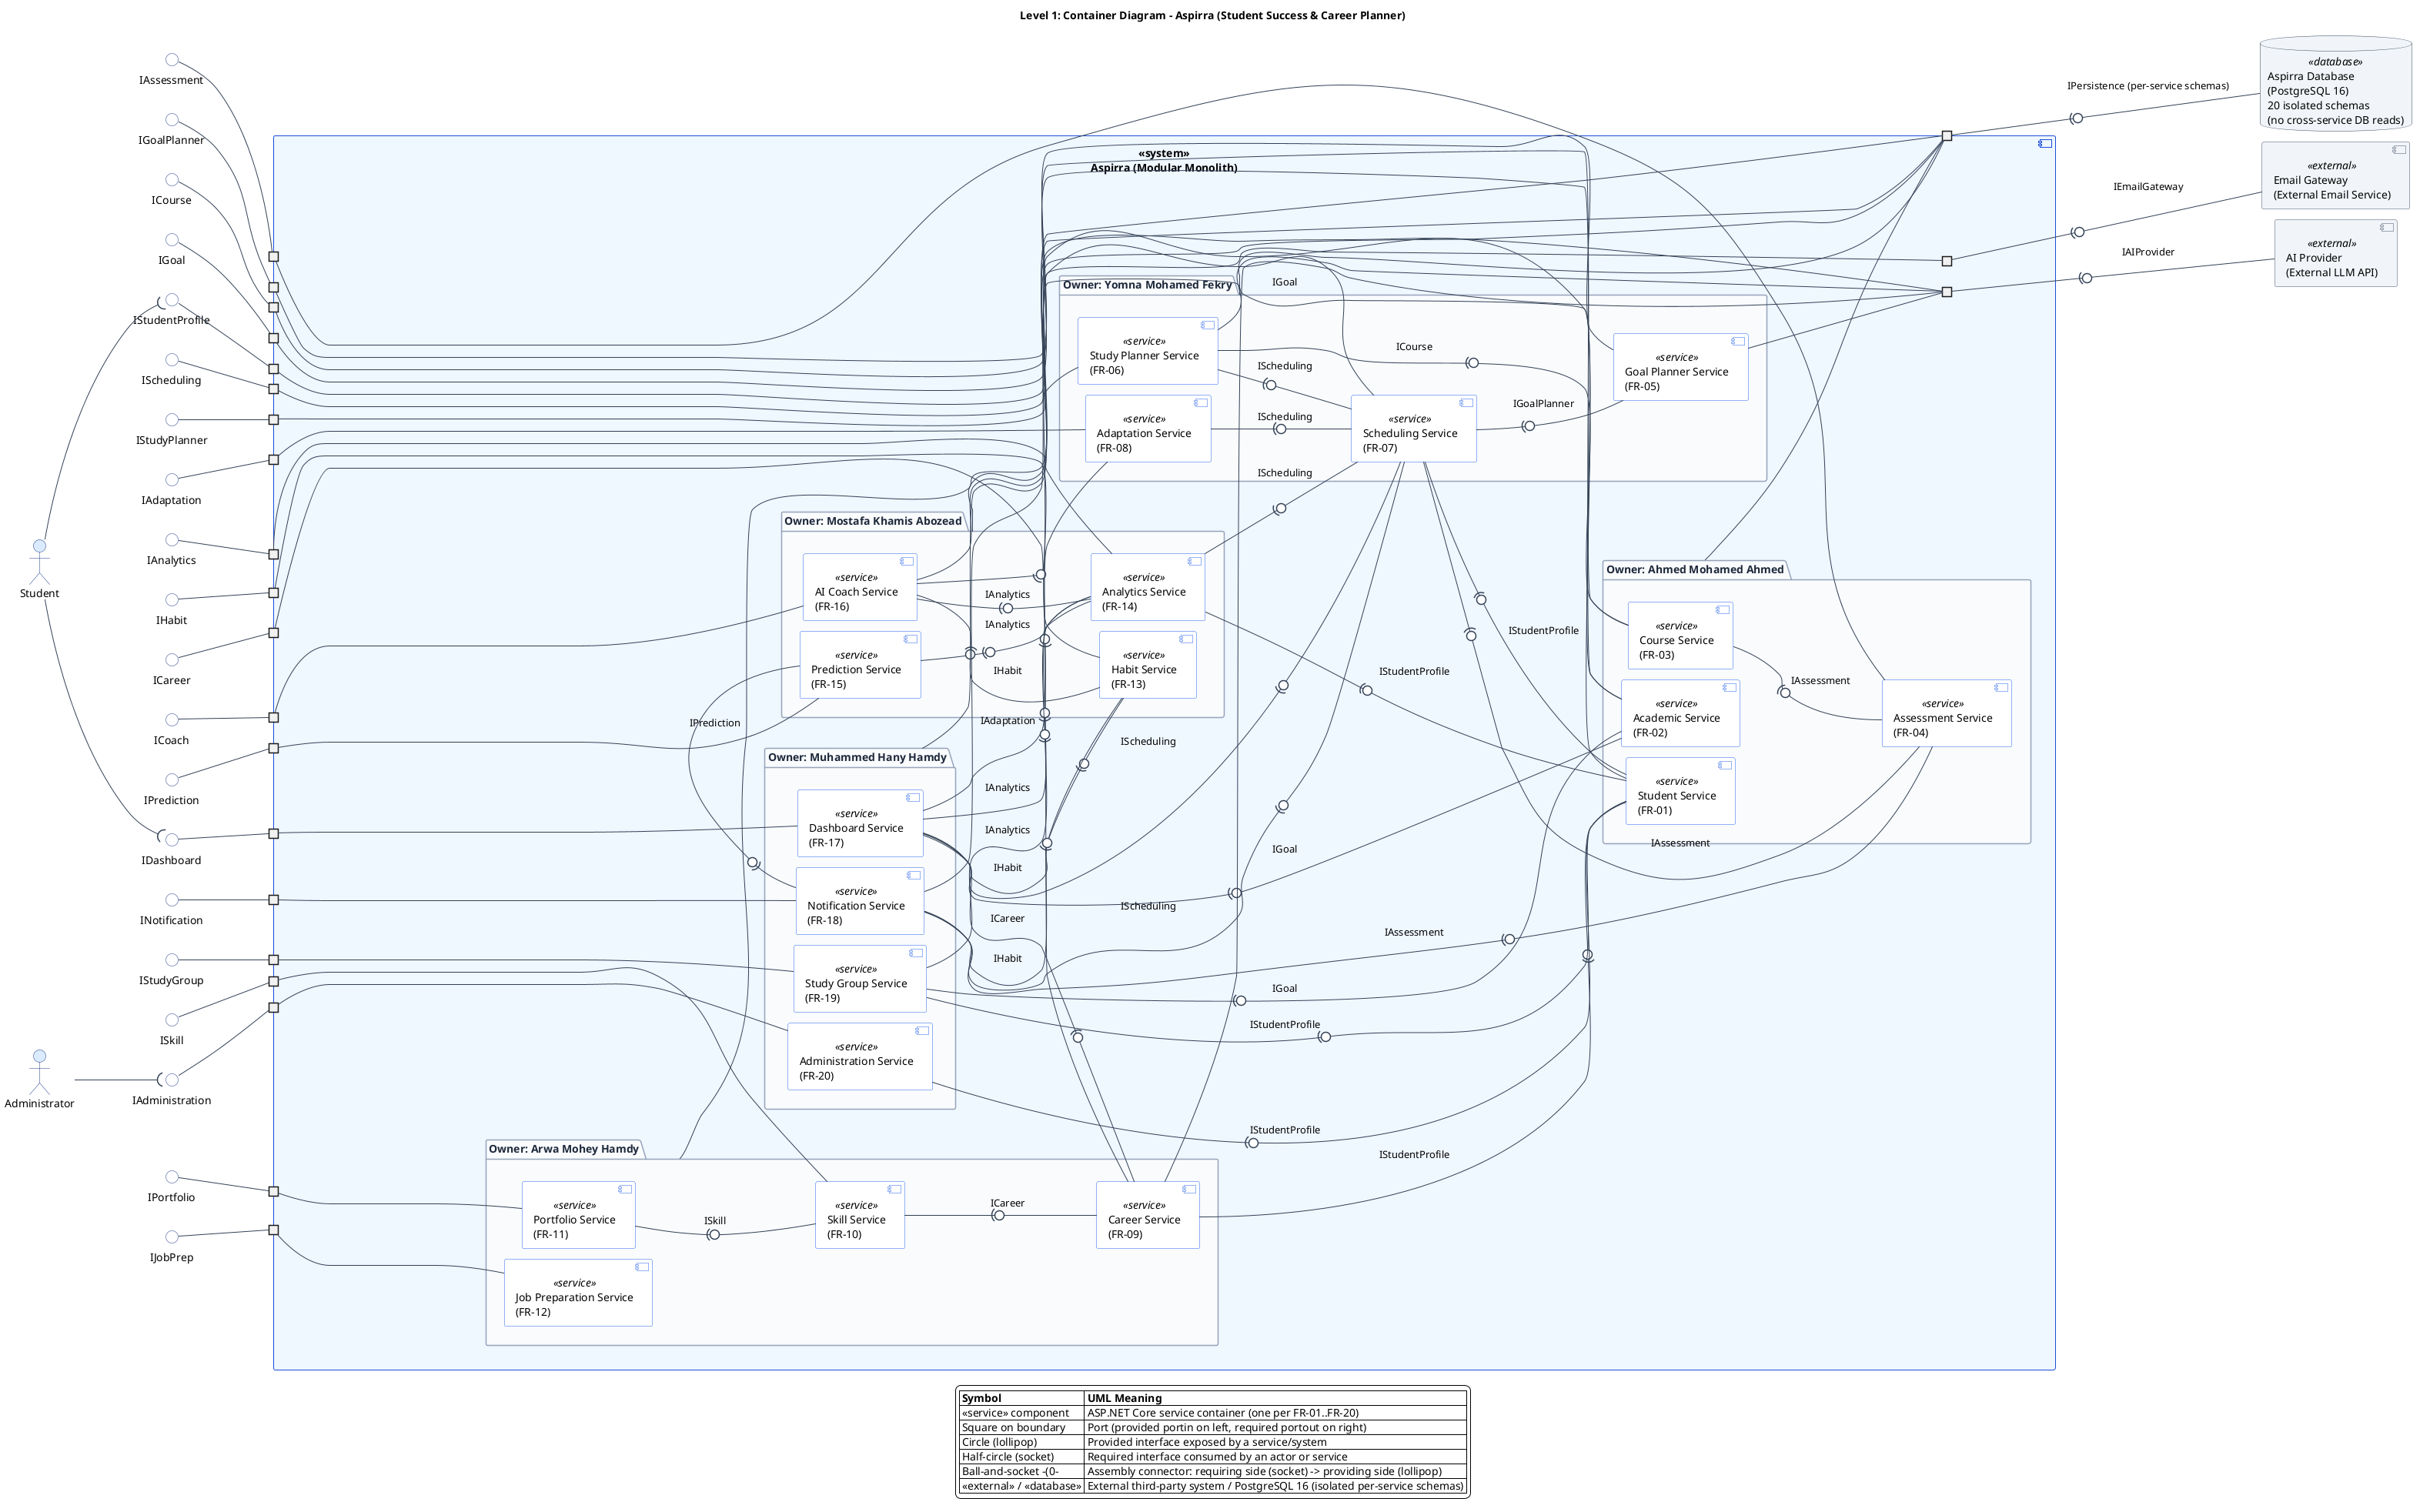 Level 1: Container Diagram - Aspirra (Student Success & Career Planner)
IAssessment
IGoalPlanner
ICourse
IGoal
IStudentProfile
IScheduling
IStudyPlanner
IAdaptation
IAnalytics
IHabit
ICareer
ICoach
IPrediction
IDashboard
INotification
IStudyGroup
ISkill
IAdministration
IPortfolio
IJobPrep
Student
Administrator
«system»
Aspirra (Modular Monolith)
IPersistence (per-service schemas)
«database»
Aspirra Database
(PostgreSQL 16)
20 isolated schemas
(no cross-service DB reads)
IEmailGateway
«external»
Email Gateway
(External Email Service)
IAIProvider
«external»
AI Provider
(External LLM API)
Owner: Yomna Mohamed Fekry
IGoal
«service»
Study Planner Service
(FR-06)
ICourse
IScheduling
«service»
Goal Planner Service
(FR-05)
«service»
Adaptation Service
(FR-08)
IScheduling
«service»
Scheduling Service
(FR-07)
IGoalPlanner
IScheduling
Owner: Mostafa Khamis Abozead
«service»
AI Coach Service
(FR-16)
IAnalytics
IAnalytics
«service»
Analytics Service
(FR-14)
«service»
Prediction Service
(FR-15)
IHabit
«service»
Habit Service
(FR-13)
IPrediction
IAdaptation
IScheduling
IStudentProfile
IStudentProfile
Owner: Ahmed Mohamed Ahmed
«service»
Course Service
(FR-03)
IAssessment
«service»
Academic Service
(FR-02)
«service»
Assessment Service
(FR-04)
«service»
Student Service
(FR-01)
IAssessment
Owner: Muhammed Hany Hamdy
«service»
Dashboard Service
(FR-17)
IAnalytics
IAnalytics
IGoal
IHabit
«service»
Notification Service
(FR-18)
IScheduling
ICareer
IAssessment
IHabit
«service»
Study Group Service
(FR-19)
IGoal
IStudentProfile
«service»
Administration Service
(FR-20)
IStudentProfile
IStudentProfile
Owner: Arwa Mohey Hamdy
«service»
Portfolio Service
(FR-11)
ISkill
«service»
Skill Service
(FR-10)
ICareer
«service»
Career Service
(FR-09)
«service»
Job Preparation Service
(FR-12)
Symbol UML Meaning
«service» component ASP.NET Core service container (one per FR-01..FR-20)
Square on boundary Port (provided portin on left, required portout on right)
Circle (lollipop) Provided interface exposed by a service/system
Half-circle (socket) Required interface consumed by an actor or service
Ball-and-socket -(0- Assembly connector: requiring side (socket) -> providing side (lollipop)
«external» / «database» External third-party system / PostgreSQL 16 (isolated per-service schemas)